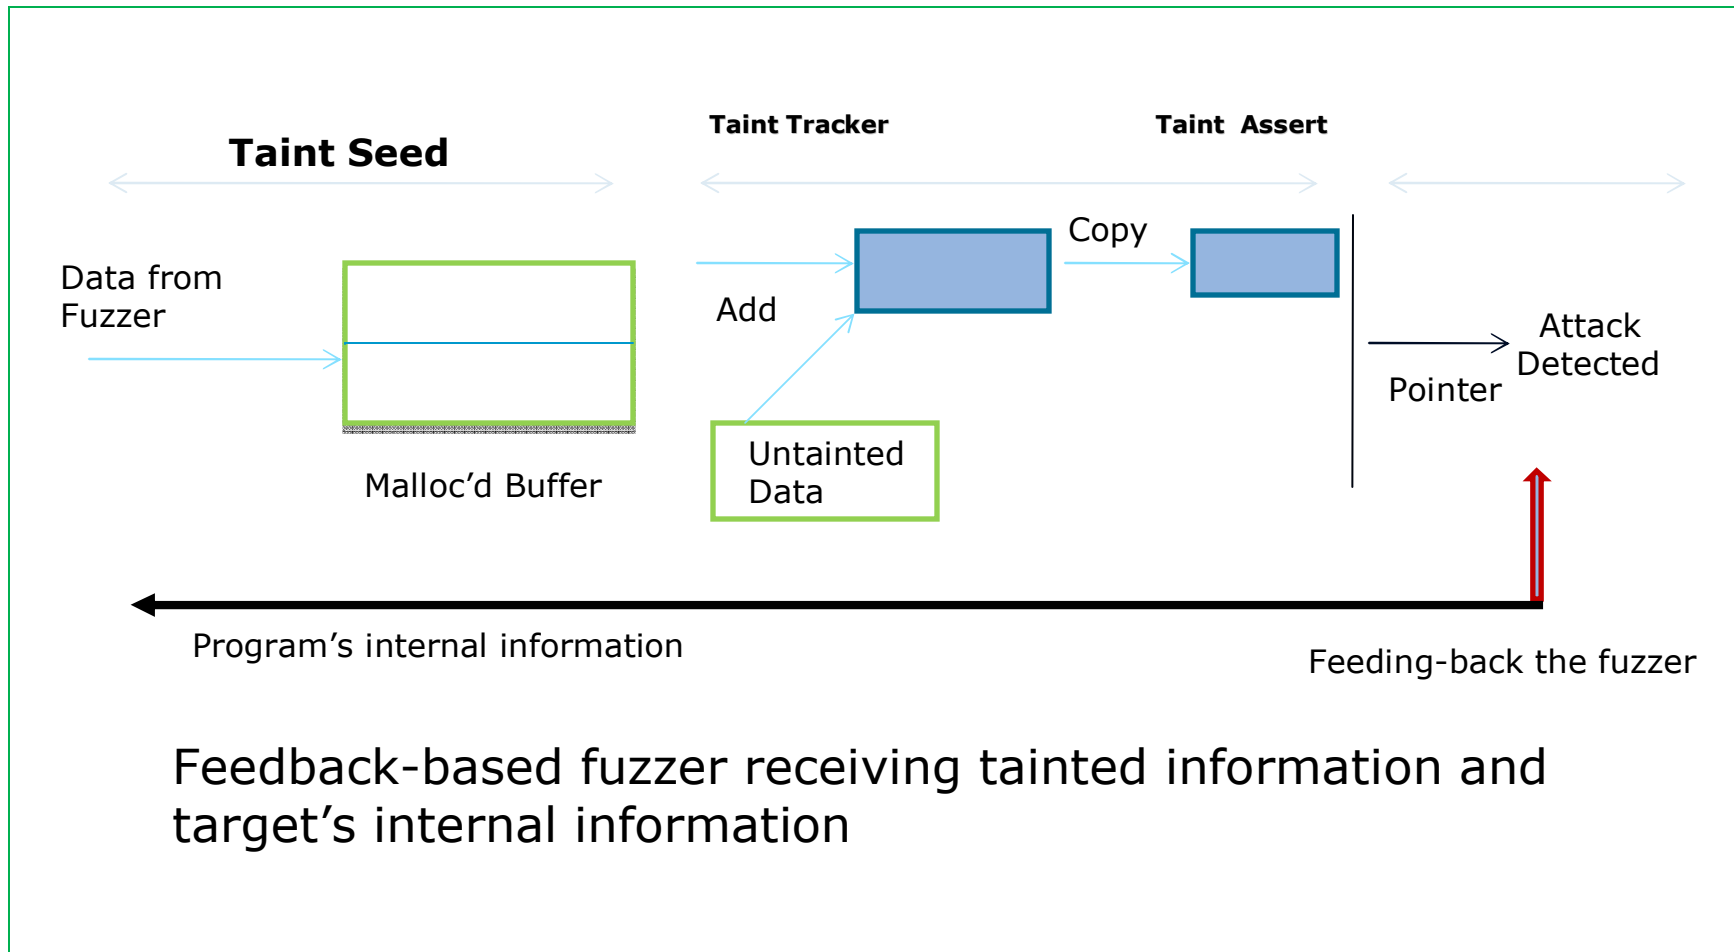 Taint Seed
Taint Tracker
Taint Assert
Data from
Fuzzer
Malloc’d Buffer
Add
Copy
Untainted
Data
Pointer
Attack
Detected
Program’s internal information
Feeding-back the fuzzer
Feedback-based fuzzer receiving tainted information and
target’s internal information